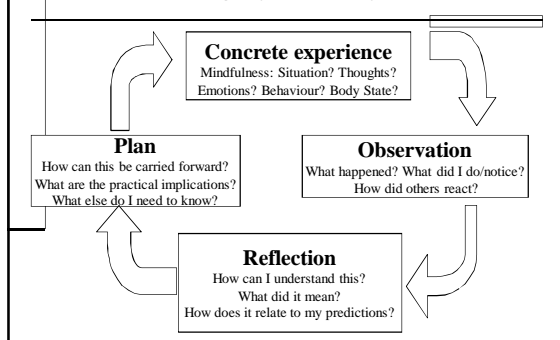 Concrete experience
Mindfulness: Situation? Thoughts?
Emotions? Behaviour? Body State?
Observation
What happened? What did I do/notice?
How did others react?
Reflection
How can I understand this?
What did it mean?
How does it relate to my predictions?
Plan
How can this be carried forward?
What are the practical implications?
What else do I need to know?